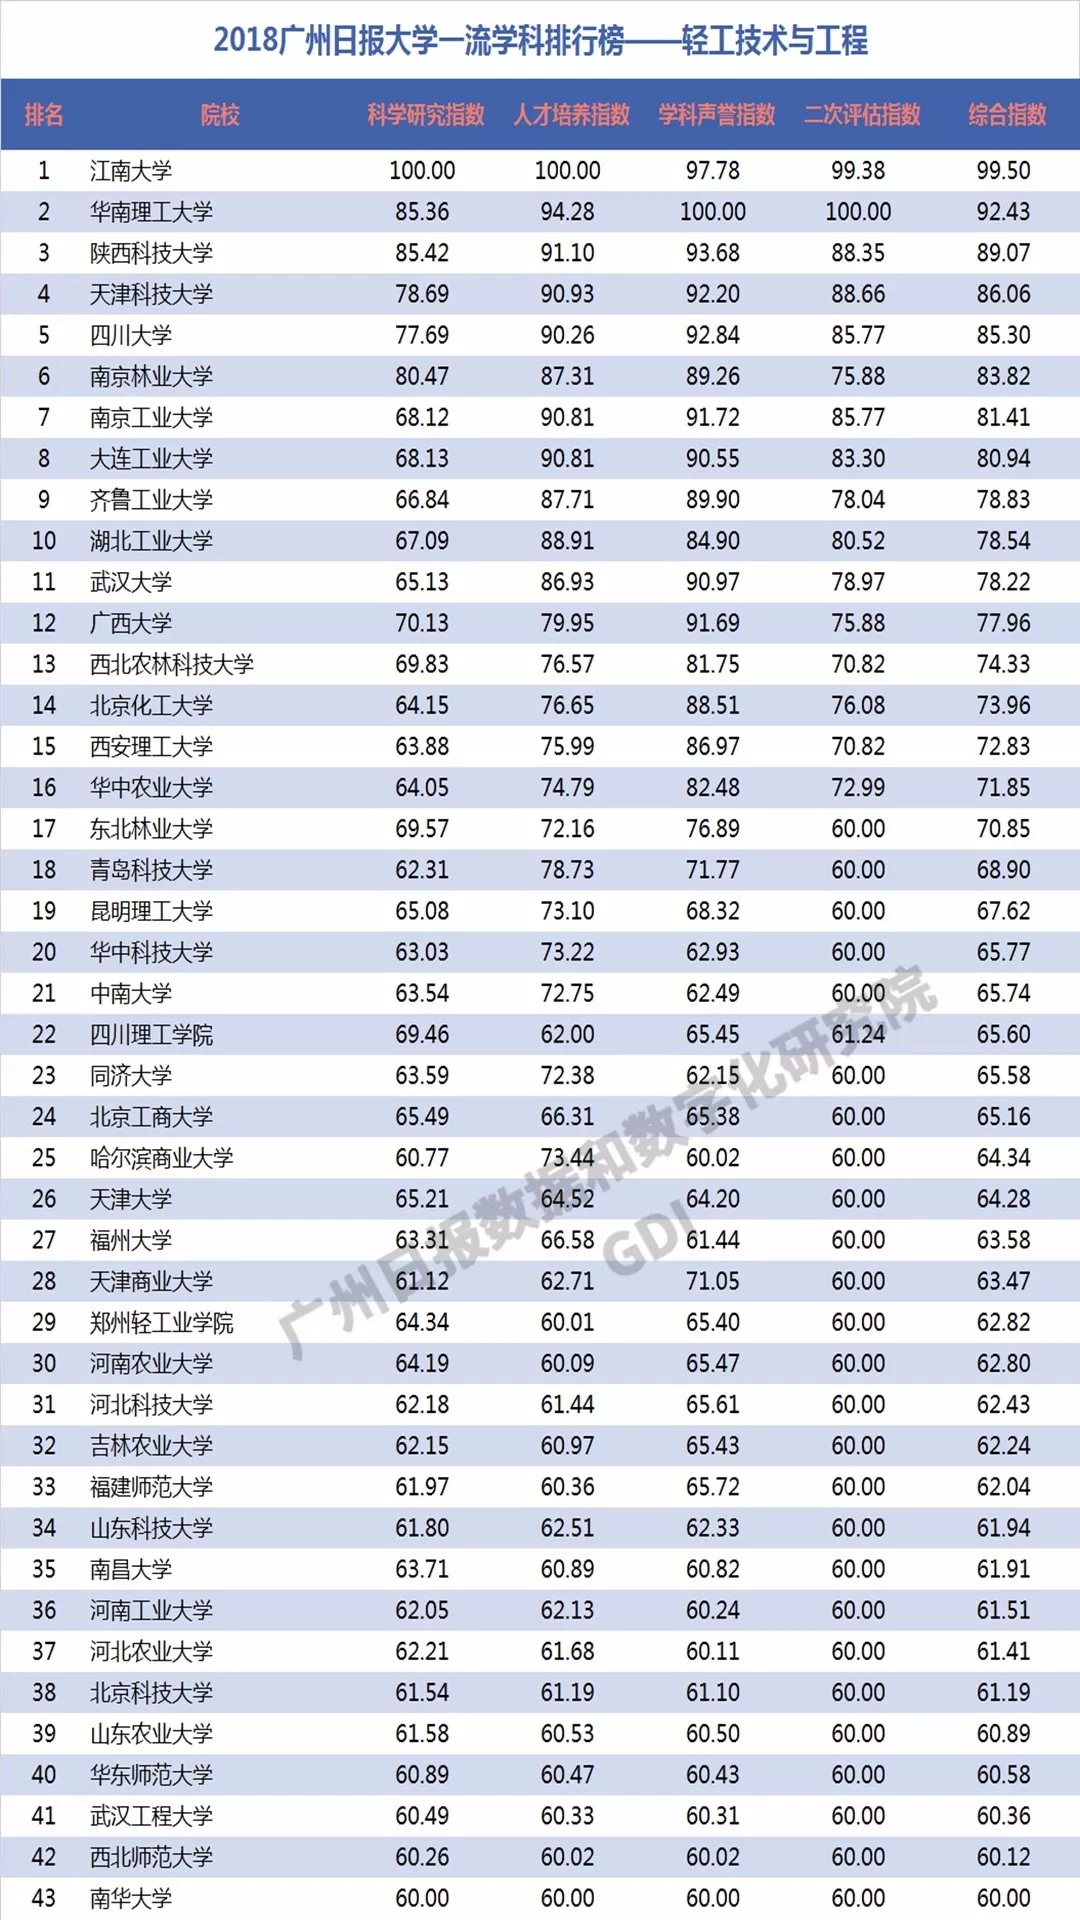 2018广州日报大学一流学科排行榜——轻工技术与工程
排名 院校 科学研究指数 人才培养指数 学科声誉指数 二次评估指数 综合指数
1 江南大学 100.00 100.00 97.78 99.38 99.50
2 华南理工大学 85.36 94.28 100.00 100.00 92.43
3 陕西科技大学 85.42 91.10 93.68 88.35 89.07
4 天津科技大学 78.69 90.93 92.20 88.66 86.06
5 四川大学 77.69 90.26 92.84 85.77 85.30
6 南京林业大学 80.47 87.31 89.26 75.88 83.82
7 南京工业大学 68.12 90.81 91.72 85.77 81.41
8 大连工业大学 68.13 90.81 90.55 83.30 80.94
9 齐鲁工业大学 66.84 87.71 89.90 78.04 78.83
10 湖北工业大学 67.09 88.91 84.90 80.52 78.54
11 武汉大学 65.13 86.93 90.97 78.97 78.22
12 广西大学 70.13 79.95 91.69 75.88 77.96
13 西北农林科技大学 69.83 76.57 81.75 70.82 74.33
14 北京化工大学 64.15 76.65 88.51 76.08 73.96
15 西安理工大学 63.88 75.99 86.97 70.82 72.83
16 华中农业大学 64.05 74.79 82.48 72.99 71.85
17 东北林业大学 69.57 72.16 76.89 60.00 70.85
18 青岛科技大学 62.31 78.73 71.77 60.00 68.90
19 昆明理工大学 65.08 73.10 68.32 60.00 67.62
20 华中科技大学 63.03 73.22 62.93 60.00 65.77
21 中南大学 63.54 72.75 62.49 60.00 65.74
22 四川理工学院 69.46 62.00 65.45 61.24 65.60
23 同济大学 63.59 72.38 62.15 60.00 65.58
24 北京工商大学 65.49 66.31 65.38 60.00 65.16
25 哈尔滨商业大学 60.77 73.44 60.02 60.00 64.34
26 天津大学 65.21 64.52 64.20 60.00 64.28
27 福州大学 63.31 66.58 61.44 60.00 63.58
28 天津商业大学 61.12 62.71 71.05 60.00 63.47
29 郑州轻工业学院 64.34 60.01 65.40 60.00 62.82
30 河南农业大学 64.19 60.09 65.47 60.00 62.80
31 河北科技大学 62.18 61.44 65.61 60.00 62.43
32 吉林农业大学 62.15 60.97 65.43 60.00 62.24
33 福建师范大学 61.97 60.36 65.72 60.00 62.04
34 山东科技大学 61.80 62.51 62.33 60.00 61.94
35 南昌大学 63.71 60.89 60.82 60.00 61.91
36 河南工业大学 62.05 62.13 60.24 60.00 61.51
37 河北农业大学 62.21 61.68 60.11 60.00 61.41
38 北京科技大学 61.54 61.19 61.10 60.00 61.19
39 山东农业大学 61.58 60.53 60.50 60.00 60.89
40 华东师范大学 60.89 60.47 60.43 60.00 60.58
41 武汉工程大学 60.49 60.33 60.31 60.00 60.36
42 西北师范大学 60.26 60.02 60.02 60.00 60.12
43 南华大学 60.00 60.00 60.00 60.00 60.00
广州日报数据和数字化研究院
GDI